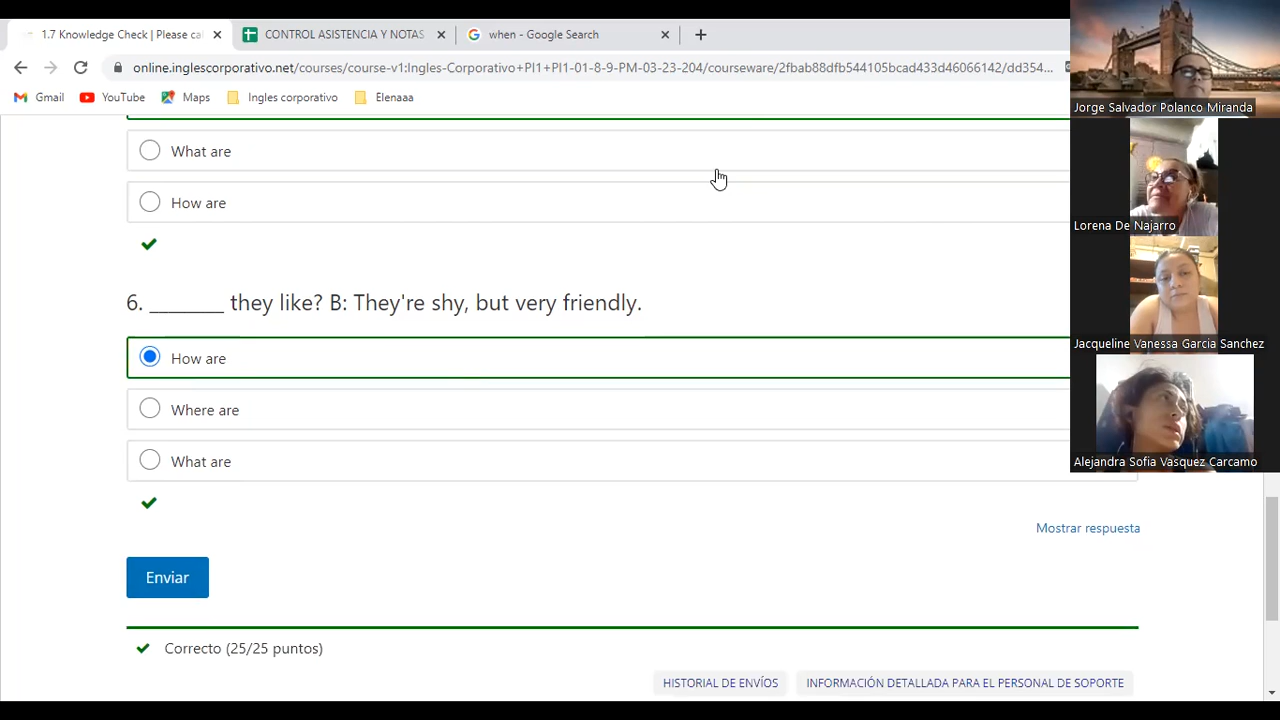 1.7 Knowledge Check | Please cal
CONTROL ASISTENCIA Y NOTAS
when - Google Search
online.inglescorporativo.net/courses/course-v1:Ingles-Corporativo+PI1+PI1-01-8-9-PM-03-23-204/courseware/2fbab88dfb544105bcad433d46066142/dd354...
Gmail
YouTube
Maps
Ingles corporativo
Elenaaa
Jorge Salvador Polanco Miranda
What are
How are
Lorena De Najarro
6. ________ they like? B: They're shy, but very friendly.
Jacqueline Vanessa Garcia Sanchez
How are
Where are
What are
Alejandra Sofia Vasquez Carcamo
Mostrar respuesta
Enviar
Correcto (25/25 puntos)
HISTORIAL DE ENVÍOS
INFORMACIÓN DETALLADA PARA EL PERSONAL DE SOPORTE